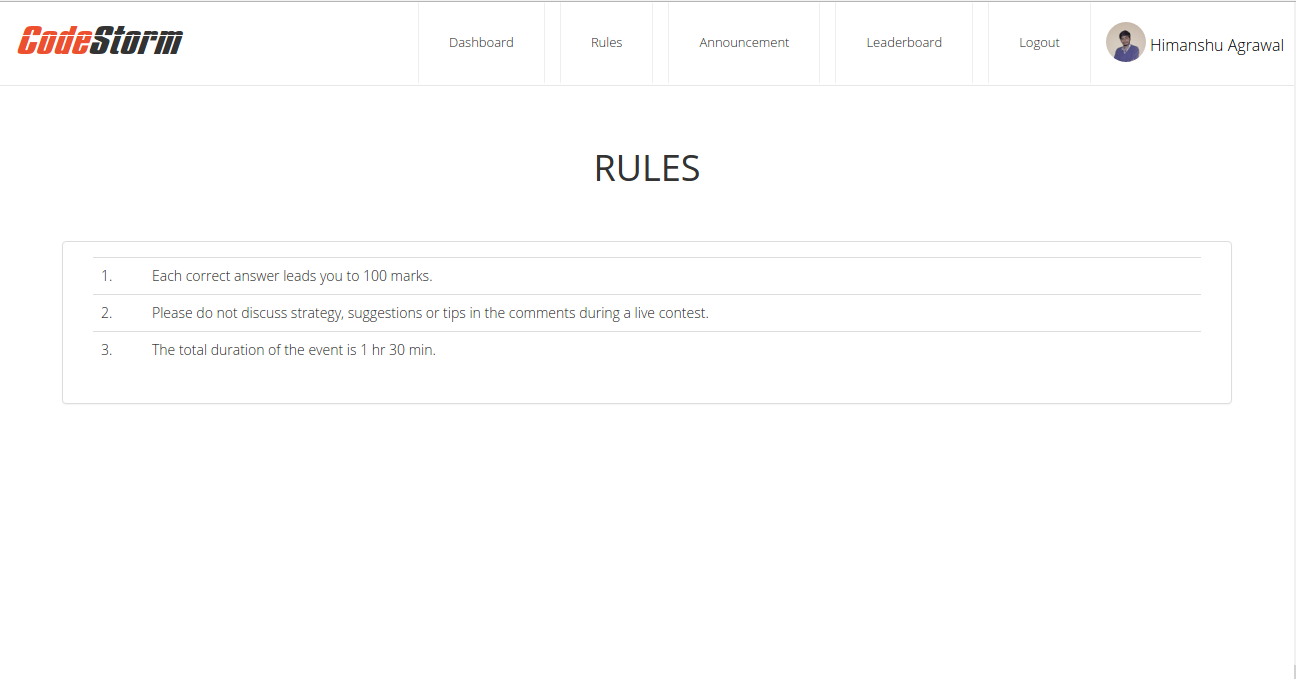 CodeStorm
Dashboard
Rules
Announcement
Leaderboard
Logout
Himanshu Agrawal
RULES
1. Each correct answer leads you to 100 marks.
2. Please do not discuss strategy, suggestions or tips in the comments during a live contest.
3. The total duration of the event is 1 hr 30 min.